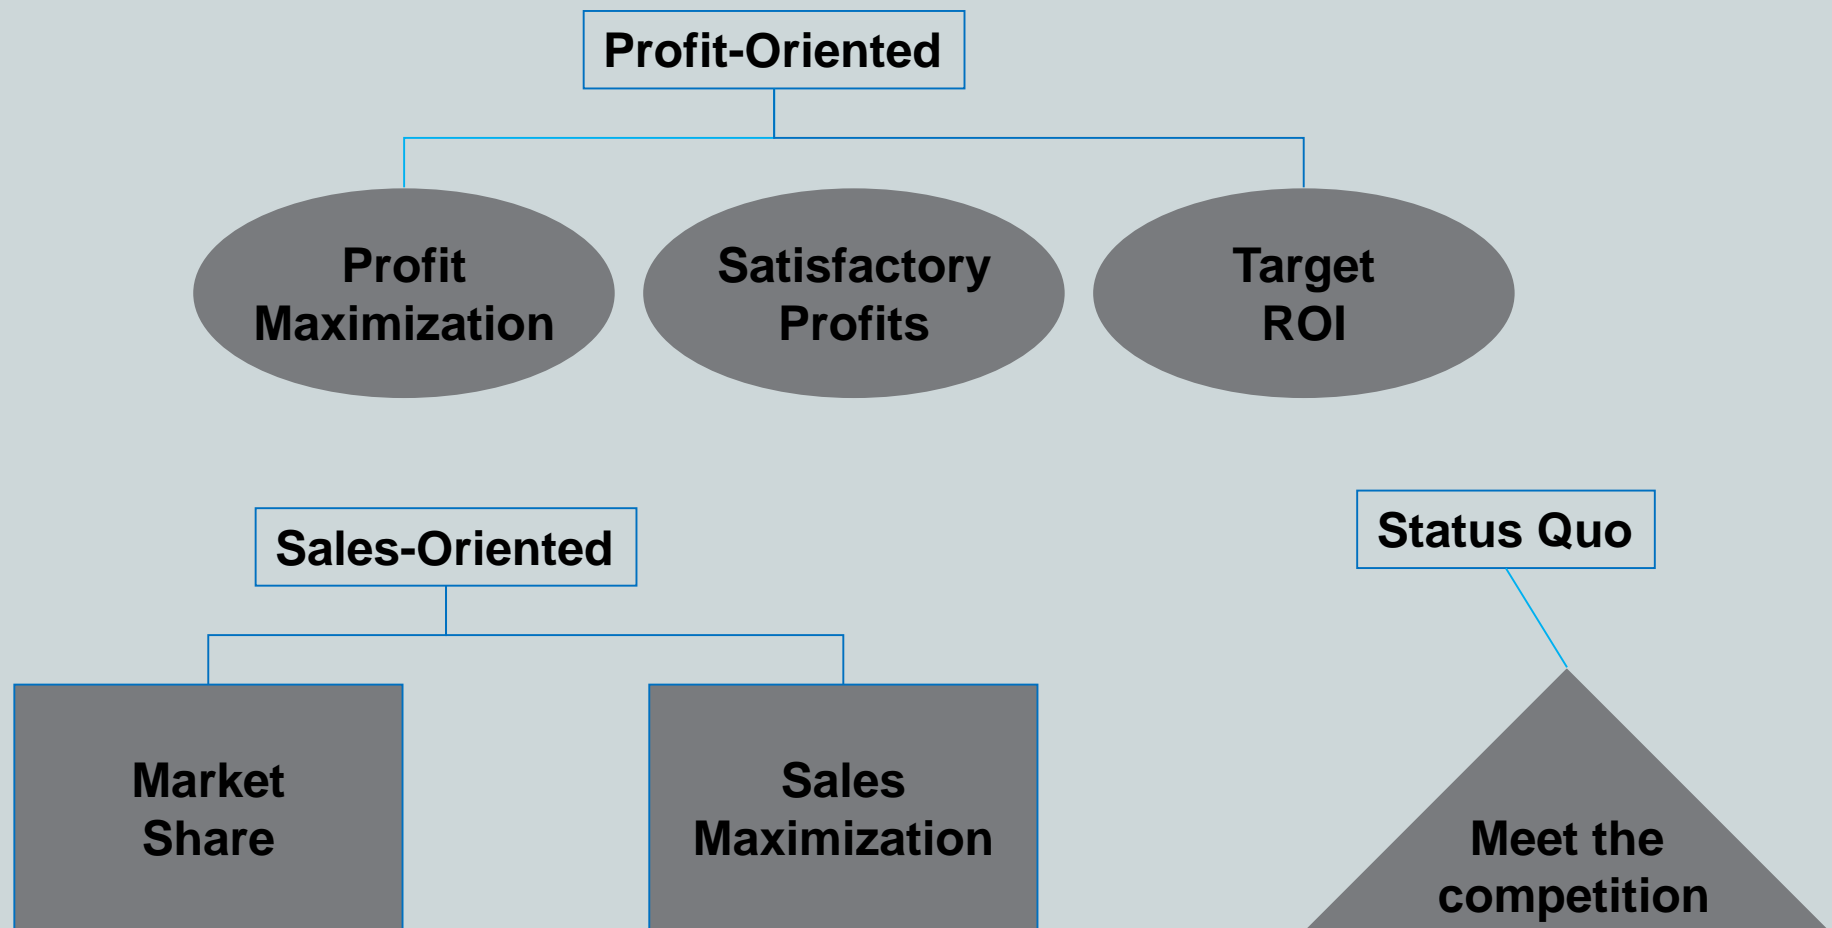 Profit-Oriented
Profit
Maximization
Satisfactory
Profits
Target
ROI
Sales-Oriented
Status Quo
Market
Share
Sales
Maximization
Meet the
competition